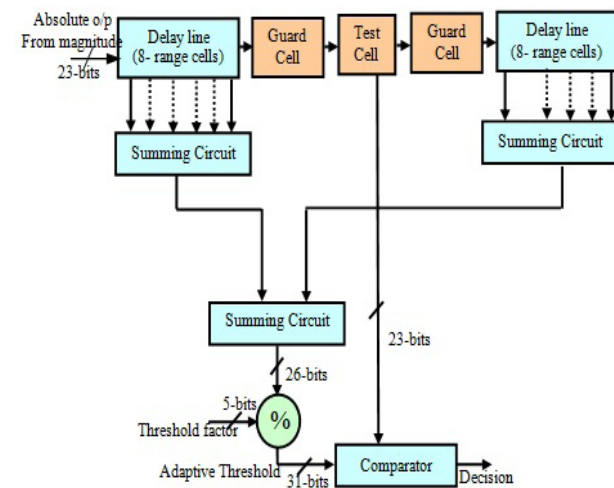 Absolute o/p
From magnitude
23-bits
Delay line
(8- range cells)
Guard
Cell
Test
Cell
Guard
Cell
Delay line
(8- range cells)
Summing Circuit
Summing Circuit
Summing Circuit
23-bits
26-bits
5-bits
%
Threshold factor
Adaptive Threshold
31-bits
Comparator
Decision